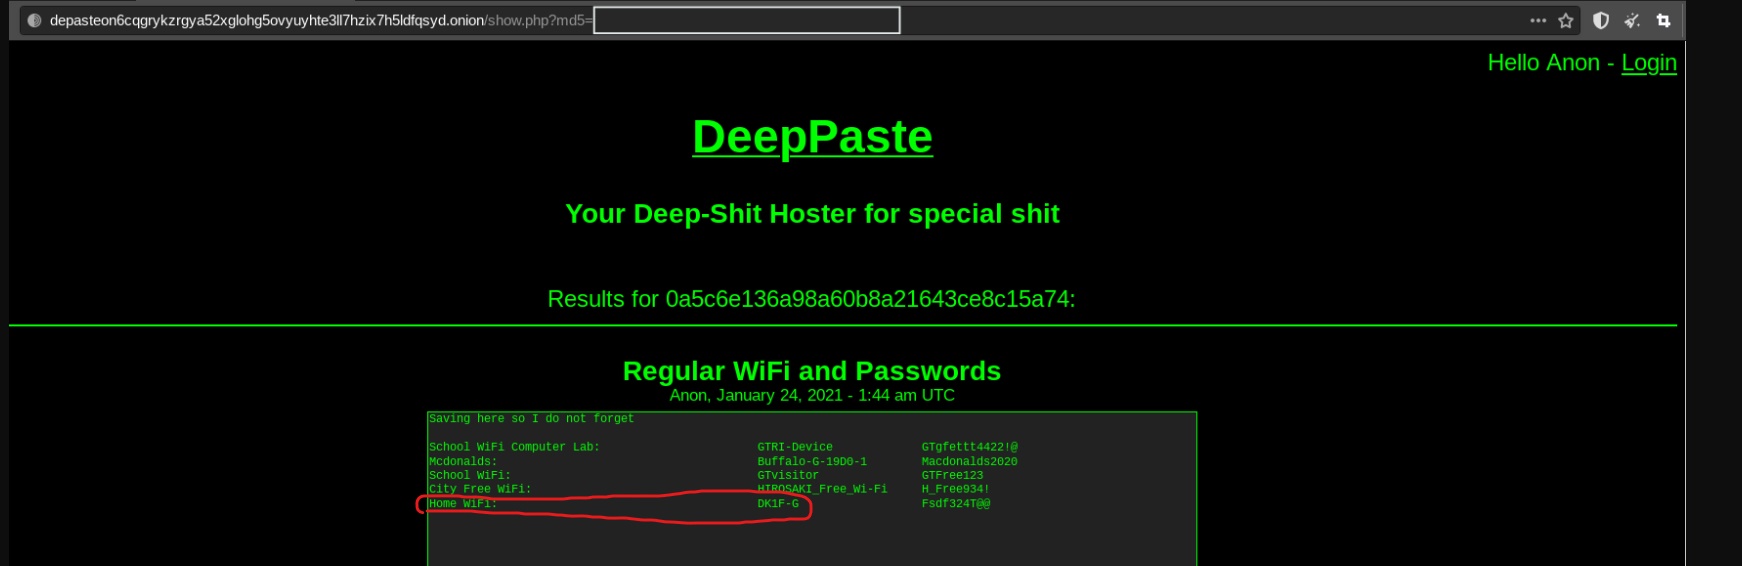 depasteon6cqgrykzrgya52xglohg5ovyuyhte3ll7hzix7h5ldfqsyd.onion/show.php?md5=
Hello Anon - Login
DeepPaste
Your Deep-Shit Hoster for special shit
Results for 0a5c6e136a98a60b8a21643ce8c15a74:
Regular WiFi and Passwords
Anon, January 24, 2021 - 1:44 am UTC
Saving here so I do not forget
School WiFi Computer Lab: GTRI-Device GTgfettt4422!@
Mcdonalds: Buffalo-G-19D0-1 Macdonalds2020
School WiFi: GTvisitor GTFree123
City Free WiFi: HIROSAKI_Free_Wi-Fi H_Free934!
Home WiFi: DK1F-G Fsdf324T@@